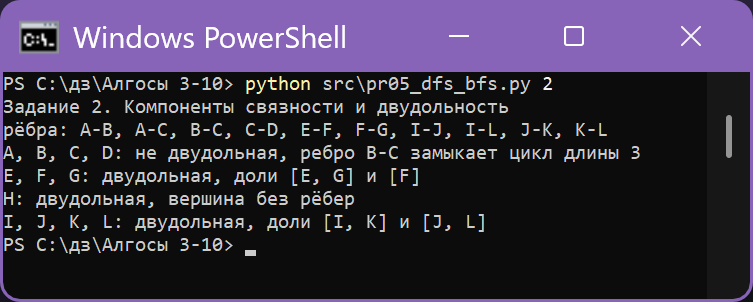 Windows PowerShell
PS C:\дз\Алгосы 3-10> python src\pr05_dfs_bfs.py 2
Задание 2. Компоненты связности и двудольность
рёбра: A-B, A-C, B-C, C-D, E-F, F-G, I-J, I-L, J-K, K-L
A, B, C, D: не двудольная, ребро B-C замыкает цикл длины 3
E, F, G: двудольная, доли [E, G] и [F]
H: двудольная, вершина без рёбер
I, J, K, L: двудольная, доли [I, K] и [J, L]
PS C:\дз\Алгосы 3-10>